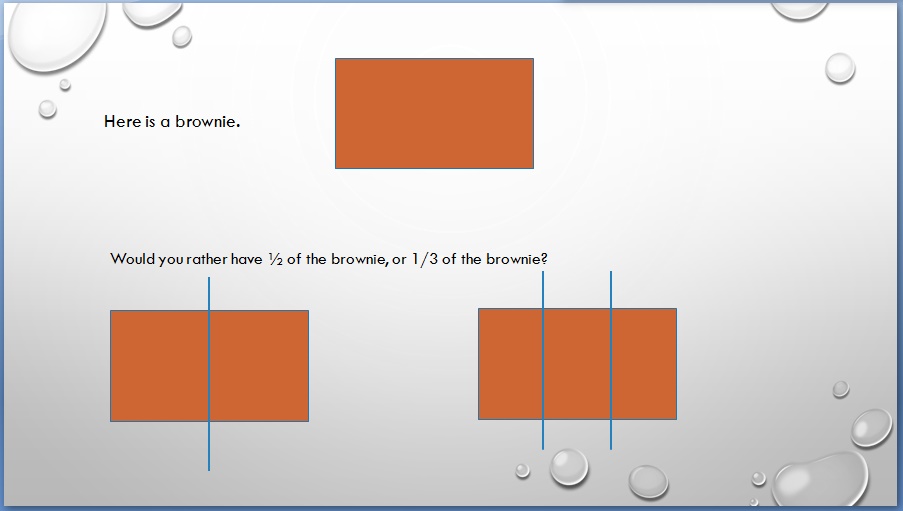 Here is a brownie.
Would you rather have ½ of the brownie, or 1/3 of the brownie?